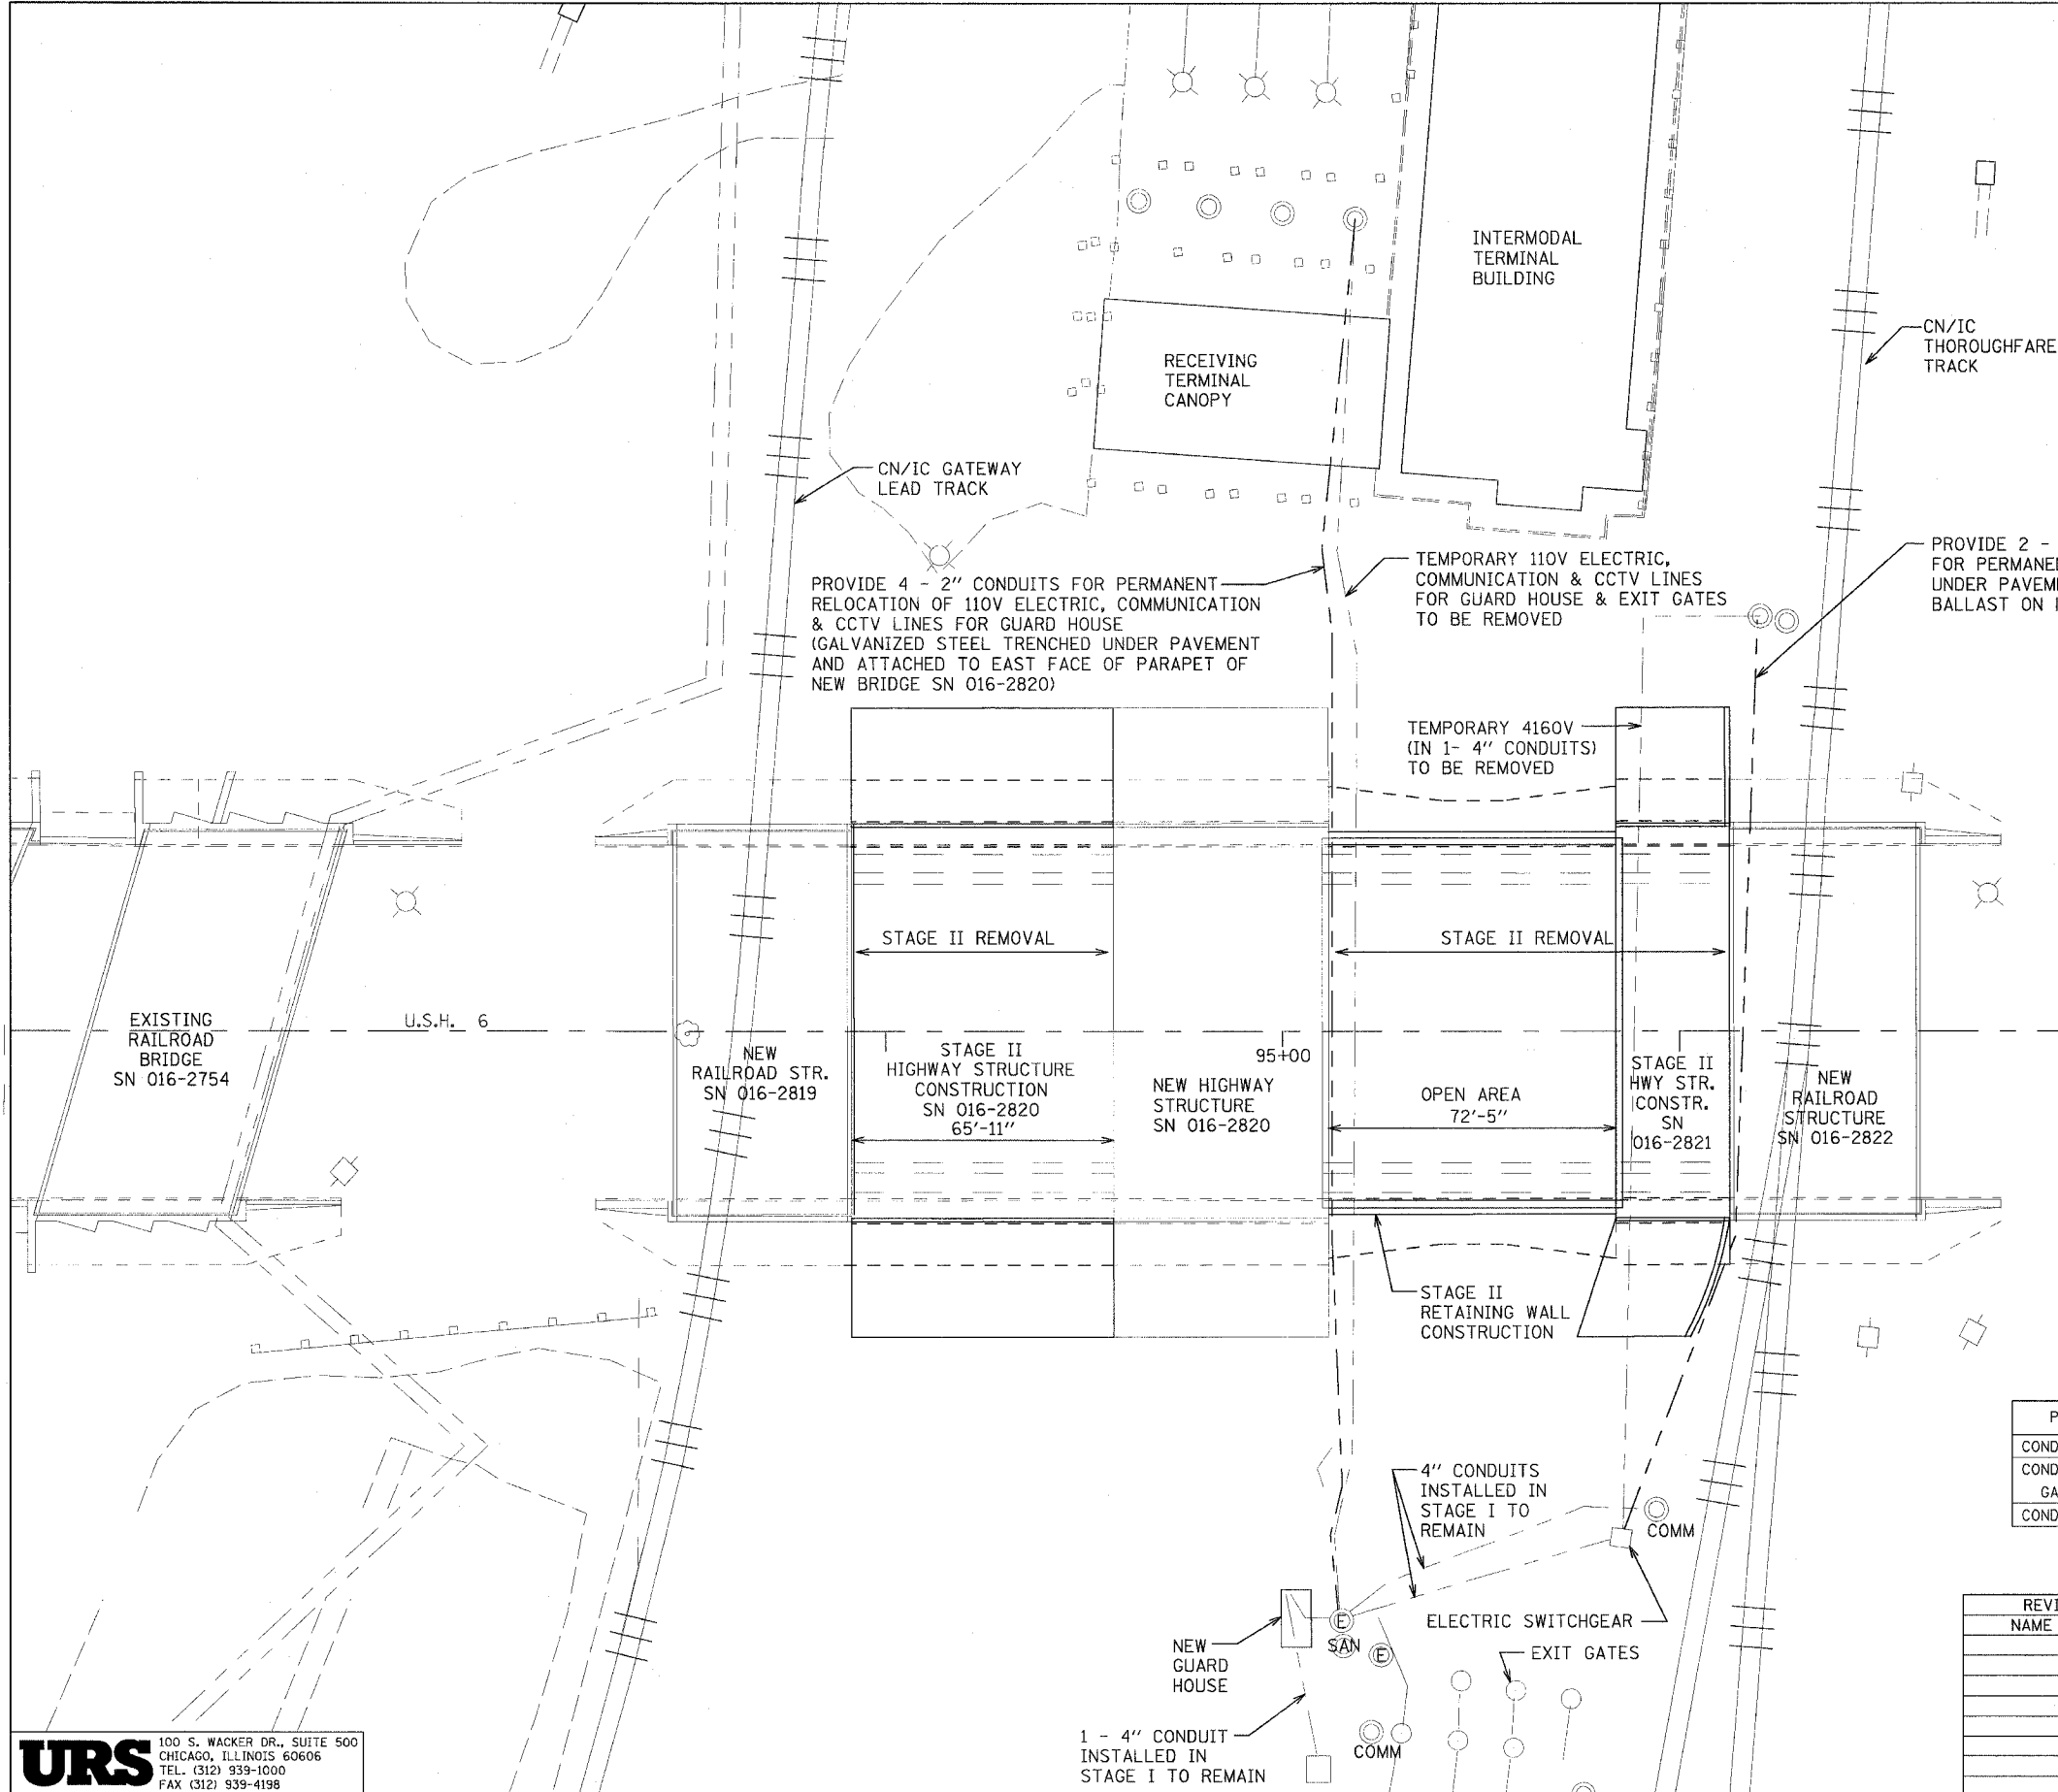 INTERMODAL
TERMINAL
BUILDING
CN/IC
THOROUGHFARE
TRACK
RECEIVING
TERMINAL
CANOPY
CN/IC GATEWAY
LEAD TRACK
PROVIDE 4 - 2" CONDUITS FOR PERMANENT
RELOCATION OF 110V ELECTRIC, COMMUNICATION
& CCTV LINES FOR GUARD HOUSE
(GALVANIZED STEEL TRENCHED UNDER PAVEMENT
AND ATTACHED TO EAST FACE OF PARAPET OF
NEW BRIDGE SN 016-2820)
TEMPORARY 110V ELECTRIC,
COMMUNICATION & CCTV LINES
FOR GUARD HOUSE & EXIT GATES
TO BE REMOVED
PROVIDE 2 -
FOR PERMANE
UNDER PAVEM
BALLAST ON
TEMPORARY 4160V
(IN 1- 4" CONDUITS)
TO BE REMOVED
STAGE II REMOVAL
STAGE II REMOVAL
EXISTING
RAILROAD
BRIDGE
SN 016-2754
U.S.H. 6
NEW
RAILROAD STR.
SN 016-2819
STAGE II
HIGHWAY STRUCTURE
CONSTRUCTION
SN 016-2820
65'-11"
NEW HIGHWAY
STRUCTURE
SN 016-2820
95+00
OPEN AREA
72'-5"
STAGE II
HWY STR.
CONSTR.
SN
016-2821
NEW
RAILROAD
STRUCTURE
SN 016-2822
STAGE II
RETAINING WALL
CONSTRUCTION
4" CONDUITS
INSTALLED IN
STAGE I TO
REMAIN
COMM
P
COND
COND
GA
COND
ELECTRIC SWITCHGEAR
EXIT GATES
E
SAN
E
NEW
GUARD
HOUSE
COMM
1 - 4" CONDUIT
INSTALLED IN
STAGE I TO REMAIN
REVI
NAME
URS
100 S. WACKER DR., SUITE 500
CHICAGO, ILLINOIS 60606
TEL. (312) 939-1000
FAX (312) 939-4198